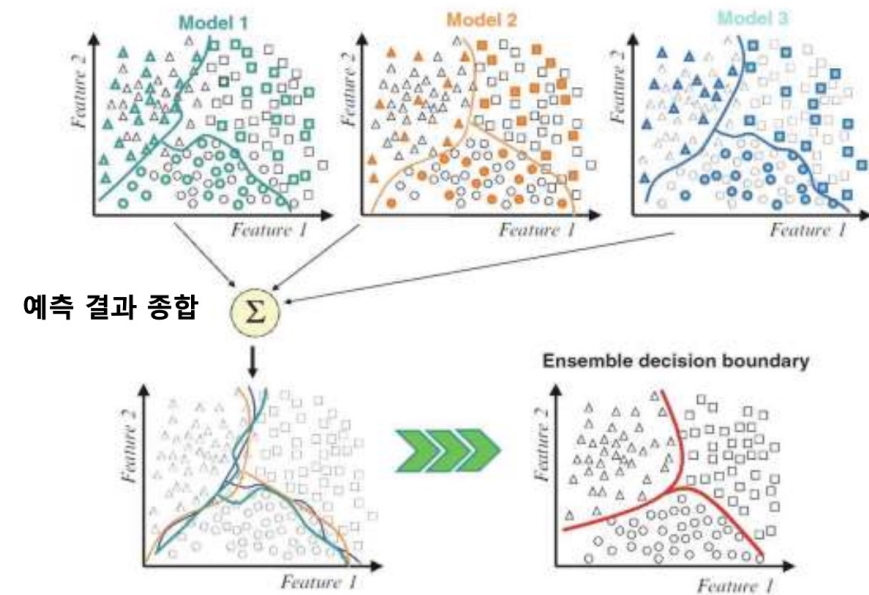 Model 1
Model 2
Model 3
Feature 2
Feature 2
Feature 2
Feature 1
Feature 1
Feature 1
예측 결과 종합
Σ
Ensemble decision boundary
Feature 2
Feature 2
Feature 1
Feature 1